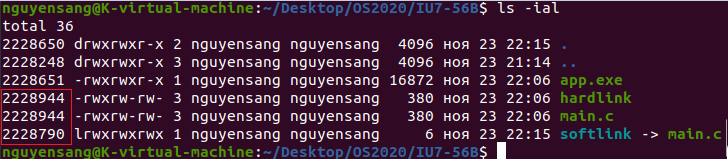 nguyensang@K-virtual-machine:~/Desktop/OS2020/IU7-56B$ ls -ial
total 36
2228650 drwxrwxr-x 2 nguyensang nguyensang 4096 ноя 23 22:15 .
2228248 drwxrwxr-x 3 nguyensang nguyensang 4096 ноя 23 21:14 ..
2228651 -rwxrwxr-x 1 nguyensang nguyensang 16872 ноя 23 22:06 app.exe
2228944 -rwxrw-rw- 3 nguyensang nguyensang 380 ноя 23 22:06 hardlink
2228944 -rwxrw-rw- 3 nguyensang nguyensang 380 ноя 23 22:06 main.c
2228790 lrwxrwxrwx 1 nguyensang nguyensang 6 ноя 23 22:15 softlink -> main.c
nguyensang@K-virtual-machine:~/Desktop/OS2020/IU7-56B$